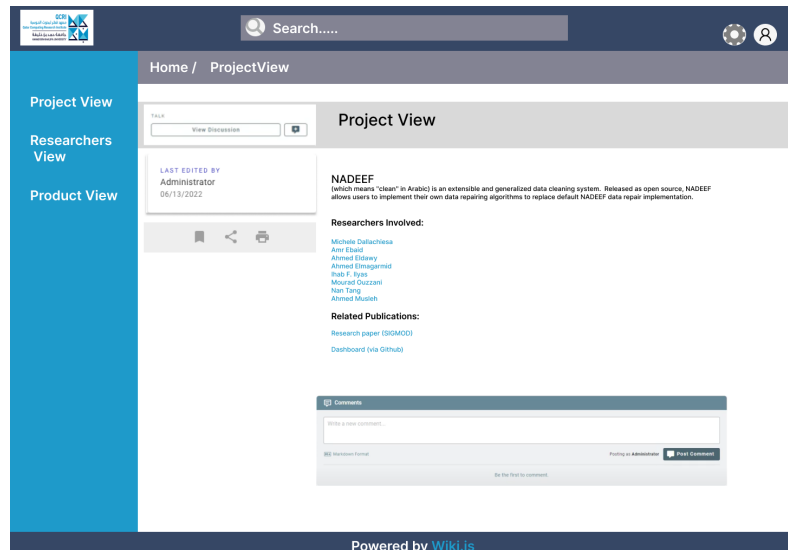 QCRI
Search.....
Home / ProjectView
Project View
Researchers
View
Product View
TALK
View Discussion
LAST EDITED BY
Administrator
06/13/2022
Project View
NADEEF
(which means "clean" in Arabic) is an extensible and generalized data cleaning system. Released as open source, NADEEF
allows users to implement their own data repairing algorithms to replace default NADEEF data repair implementation.
Researchers Involved:
Michele Dallachiesa
Amr Ebaid
Ahmed Eldawy
Ahmed Elmagarmid
Ihab F. Ilyas
Mourad Ouzzani
Nan Tang
Ahmed Musleh
Related Publications:
Research paper (SIGMOD)
Dashboard (via Github)
Comments
Write a new comment...
Markdown Format
Posting as Administrator
Post Comment
Be the first to comment.
Powered by Wiki.js